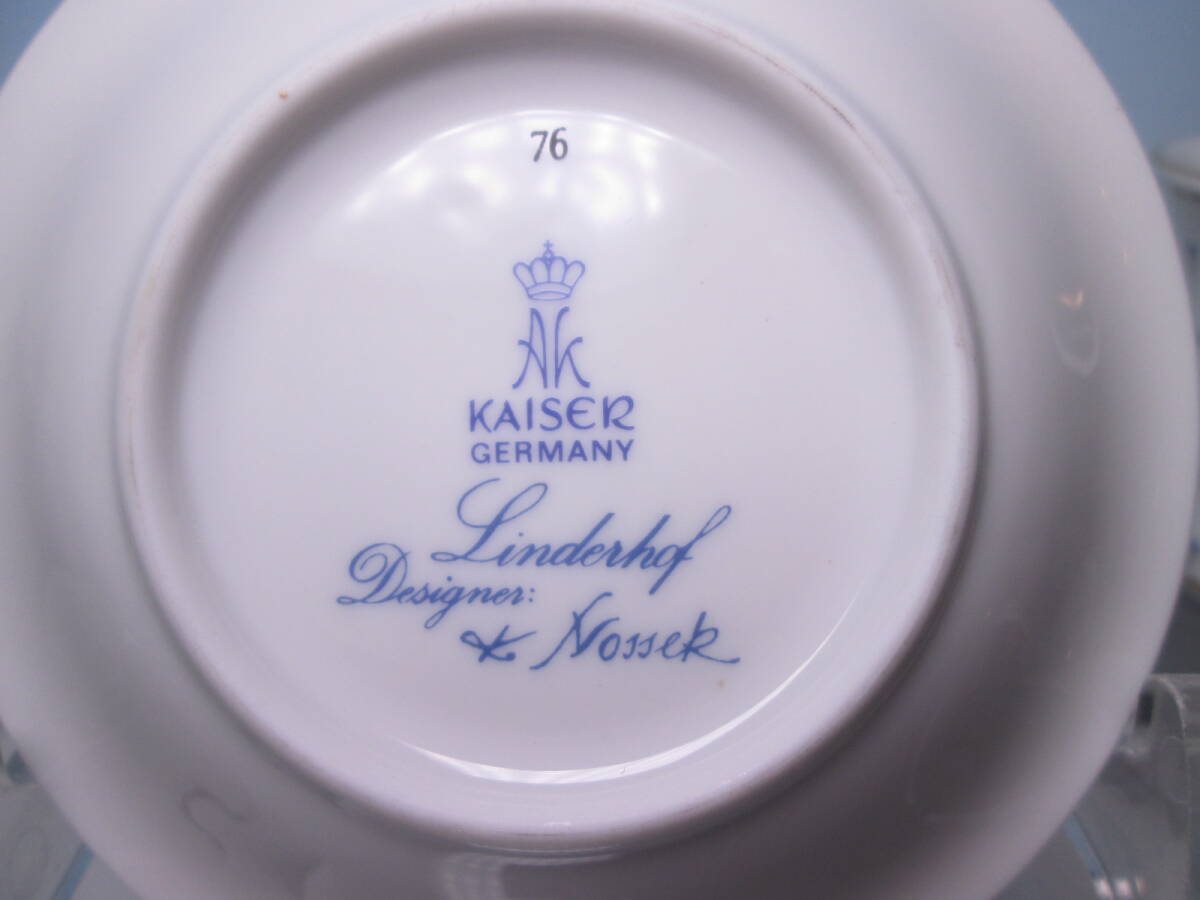 76
AK
KAISER
GERMANY
Linderhof
Designer:
K Nossek